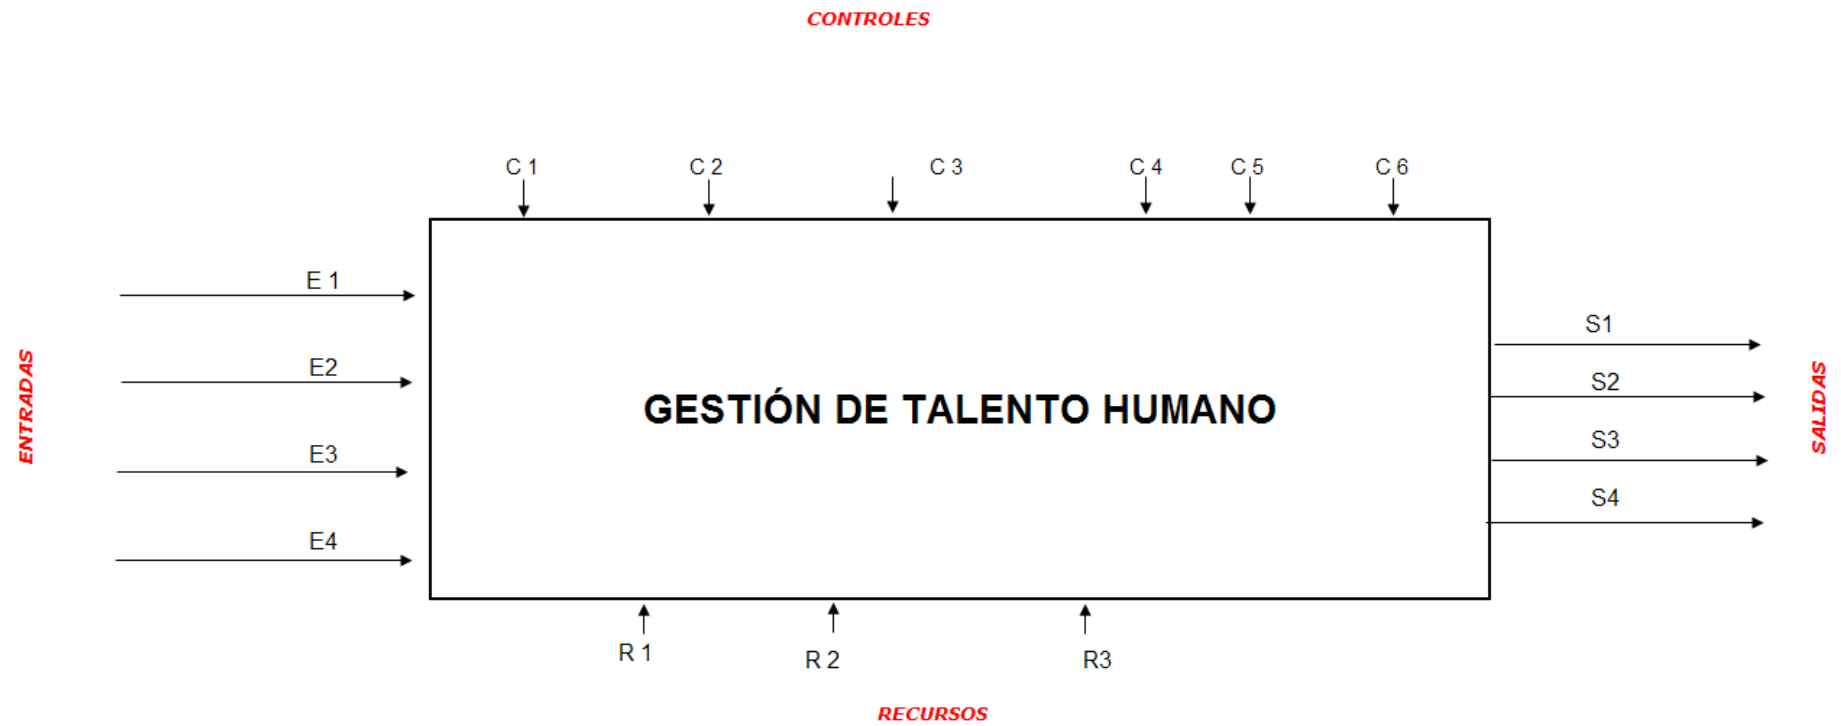 CONTROLES
C 1
C 2
C 3
C 4
C 5
C 6
E 1
E2
E3
E4
ENTRADAS
GESTIÓN DE TALENTO HUMANO
S1
S2
S3
S4
SALIDAS
R 1
R 2
R3
RECURSOS